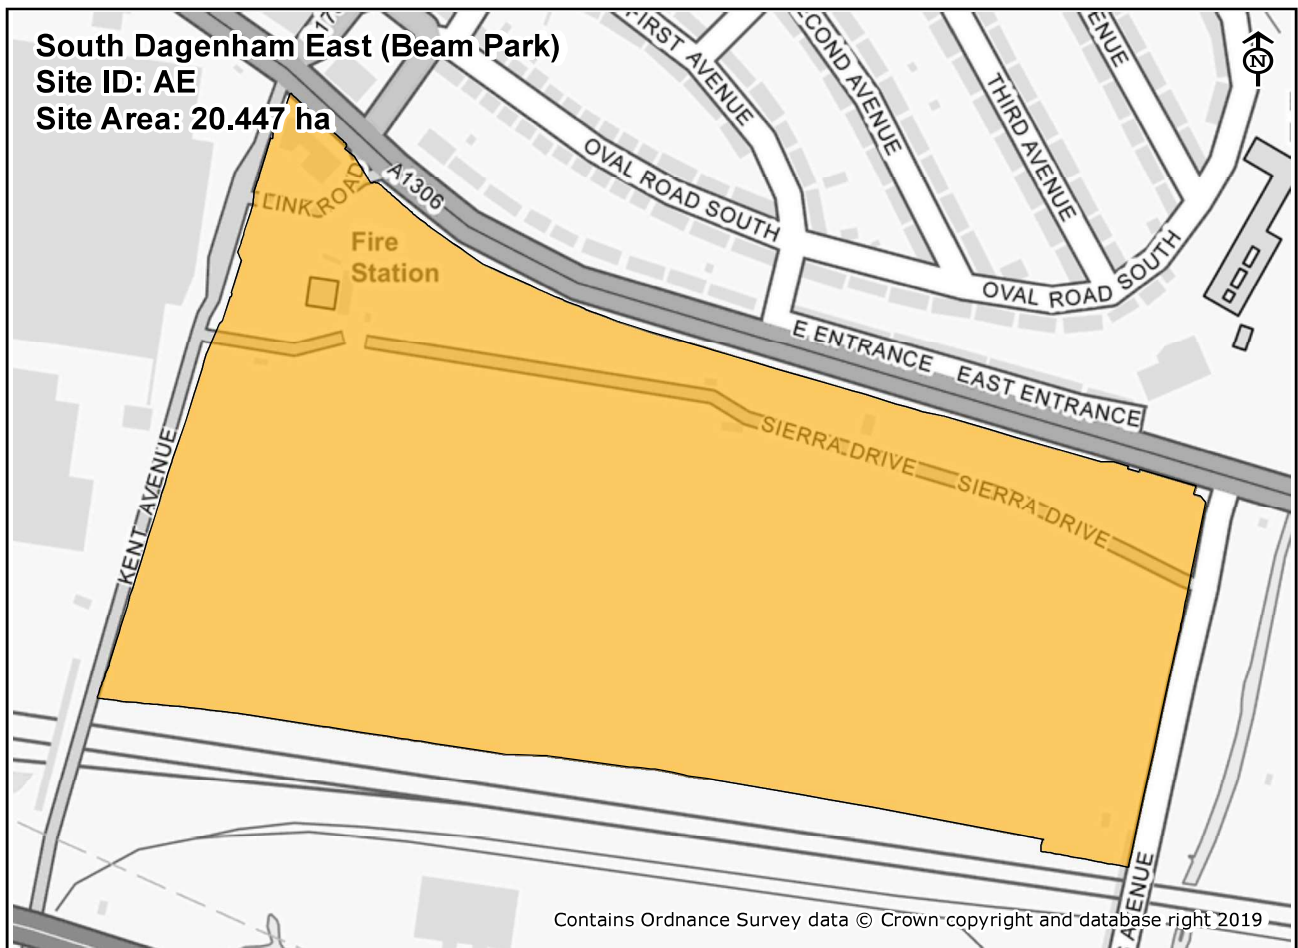 South Dagenham East (Beam Park)
Site ID: AE
Site Area: 20.447 ha
N
FIRST AVENUE
AVENUE
THIRD AVENUE
OVAL ROAD SOUTH
A1306
LINK ROAD
Fire
Station
OVAL ROAD SOUTH
E ENTRANCE
EAST ENTRANCE
SIERRA DRIVE
SIERRA DRIVE
KENT AVENUE
Contains Ordnance Survey data © Crown copyright and database right 2019